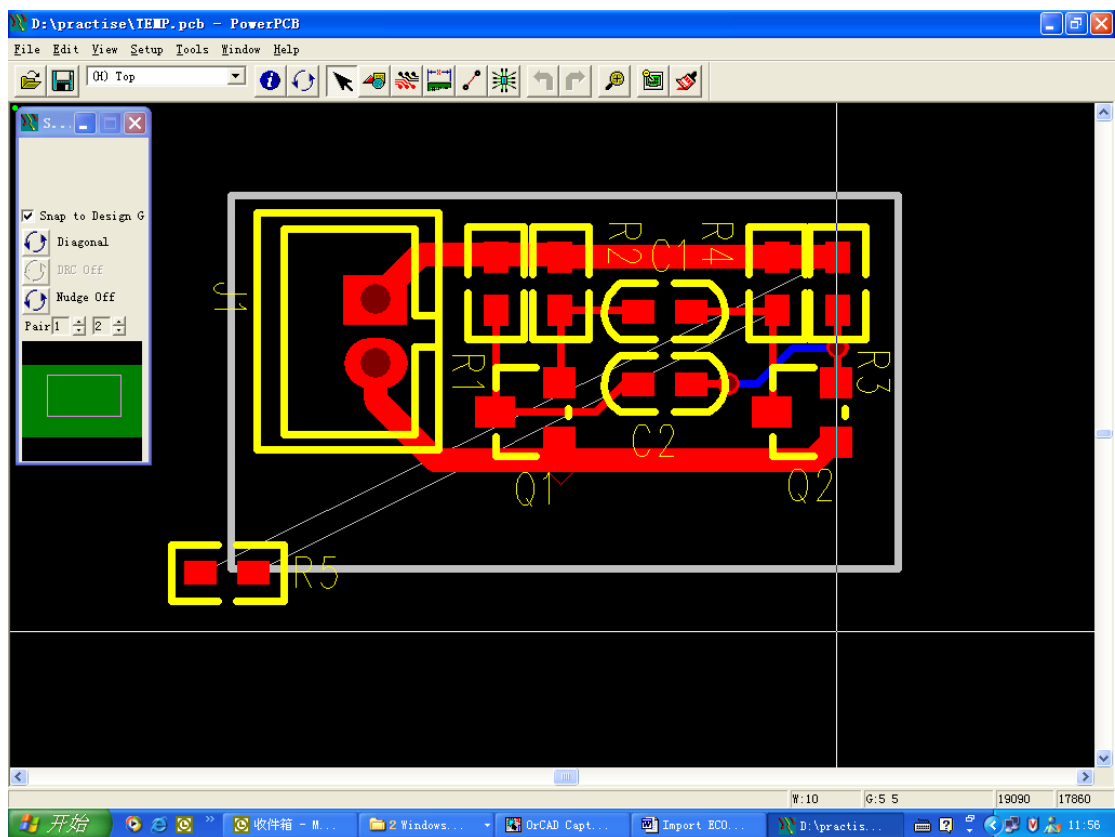 D:\practise\TEMP.pcb - PowerPCB
File Edit View Setup Tools Window Help
(H) Top
S...
Snap to Design G
Diagonal
DRC Off
Nudge Off
Pair 1 2
J1
R2
C1
R4
R1
R3
C2
Q1
Q2
R5
W:10 G:5 5 19090 17860
开始 收件箱 - M... 2 Windows... OrCAD Capt... Import ECO... D:\practis... 11:56